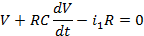 V + RC dV/dt − i₁R = 0